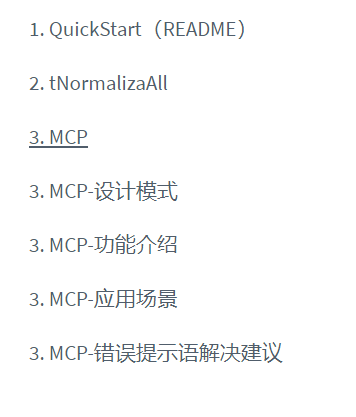 1. QuickStart（README）
2. tNormalizaAll
3. MCP
3. MCP-设计模式
3. MCP-功能介绍
3. MCP-应用场景
3. MCP-错误提示语解决建议